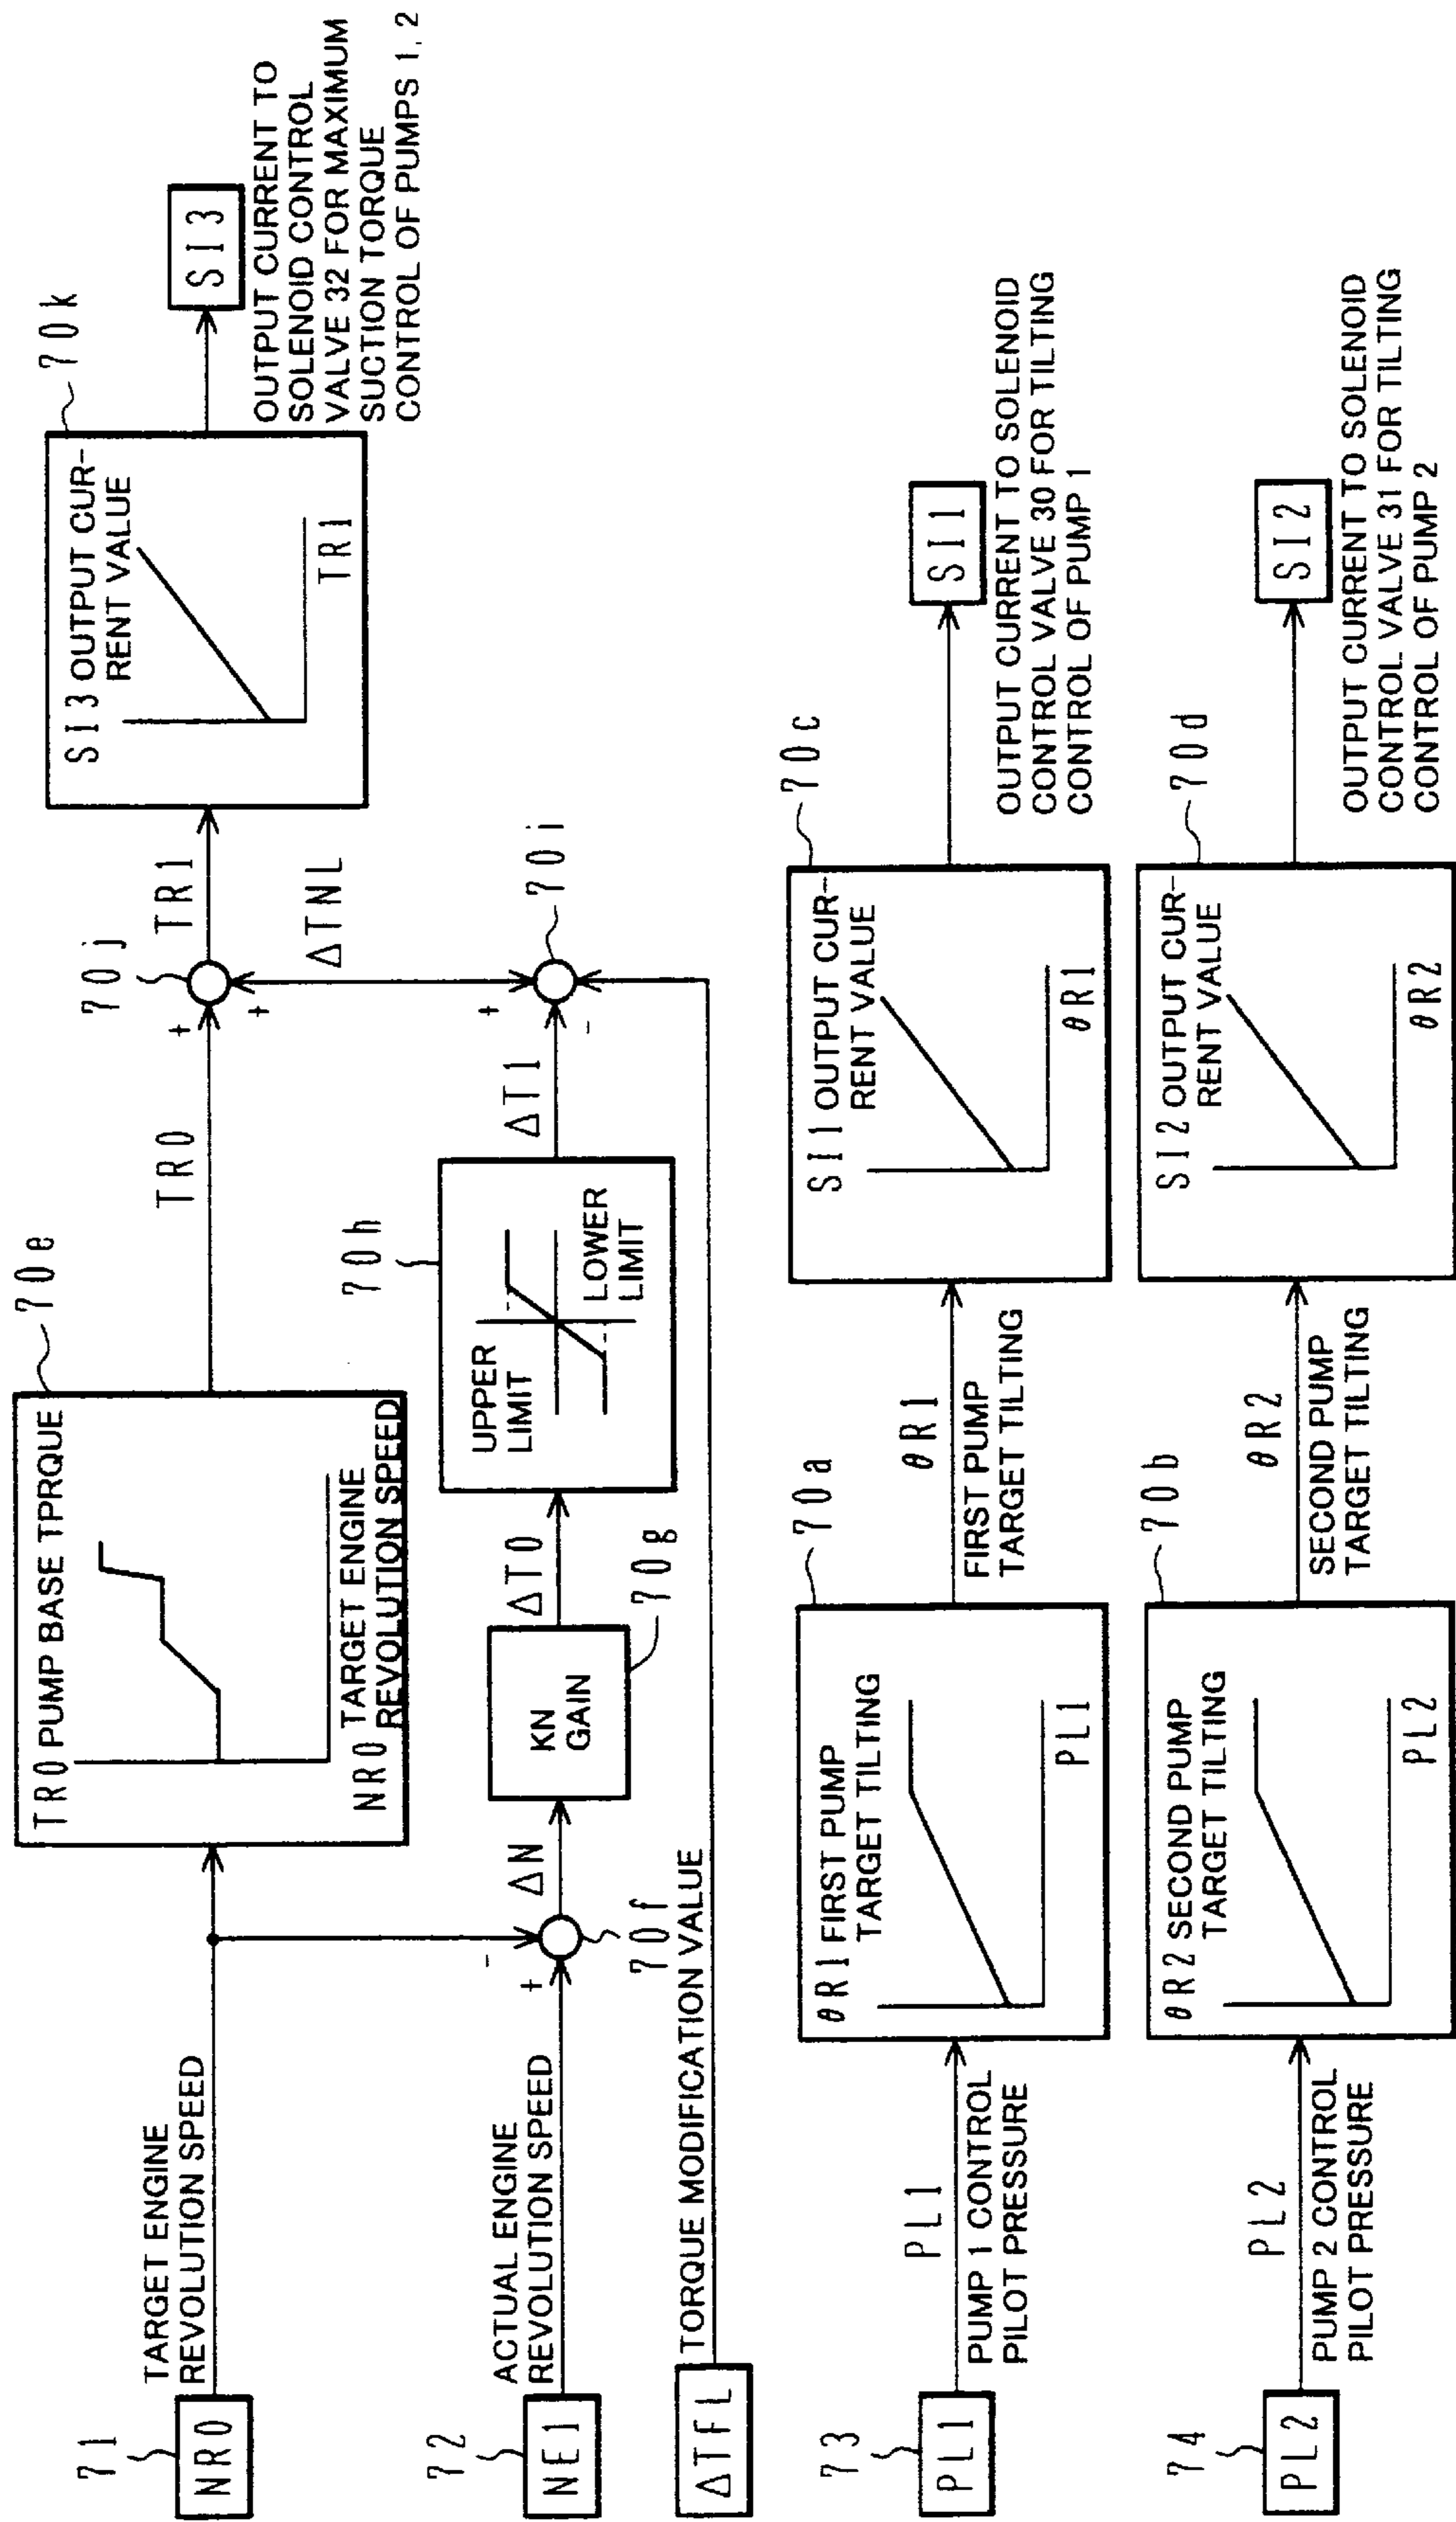 71
NR0
TARGET ENGINE
REVOLUTION SPEED
TR0 PUMP BASE TPRQUE
NR0 TARGET ENGINE
REVOLUTION SPEED
70e
TR0
70j
+
+
TR1
SI3 OUTPUT CUR-
RENT VALUE
TR1
70k
SI3
OUTPUT CURRENT TO
SOLENOID CONTROL
VALVE 32 FOR MAXIMUM
SUCTION TORQUE
CONTROL OF PUMPS 1, 2
72
NE1
ACTUAL ENGINE
REVOLUTION SPEED
-
+
70f
ΔN
KN
GAIN
70g
ΔT0
UPPER
LIMIT
LOWER
LIMIT
70h
ΔT1
+
-
70i
ΔTNL
ΔTFL
TORQUE MODIFICATION VALUE
73
PL1
PL1
PUMP 1 CONTROL
PILOT PRESSURE
θR1 FIRST PUMP
TARGET TILTING
PL1
70a
θR1
FIRST PUMP
TARGET TILTING
SI1 OUTPUT CUR-
RENT VALUE
θR1
70c
SI1
OUTPUT CURRENT TO SOLENOID
CONTROL VALVE 30 FOR TILTING
CONTROL OF PUMP 1
74
PL2
PL2
PUMP 2 CONTROL
PILOT PRESSURE
θR2 SECOND PUMP
TARGET TILTING
PL2
70b
θR2
SECOND PUMP
TARGET TILTING
SI2 OUTPUT CUR-
RENT VALUE
θR2
70d
SI2
OUTPUT CURRENT TO SOLENOID
CONTROL VALVE 31 FOR TILTING
CONTROL OF PUMP 2